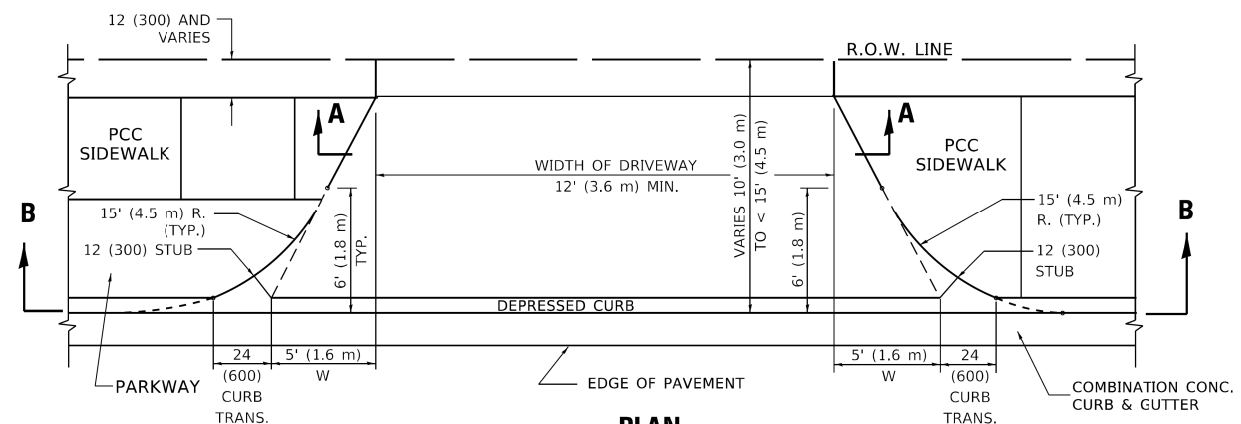 12 (300) AND
VARIES
R.O.W. LINE
A
A
PCC
SIDEWALK
PCC
SIDEWALK
WIDTH OF DRIVEWAY
12' (3.6 m) MIN.
VARIES 10' (3.0 m)
TO < 15' (4.5 m)
B
B
15' (4.5 m) R.
(TYP.)
12 (300) STUB
6' (1.8 m)
TYP.
6' (1.8 m)
15' (4.5 m)
R. (TYP.)
12 (300)
STUB
DEPRESSED CURB
24
(600)
CURB
TRANS.
5' (1.6 m)
W
5' (1.6 m)
W
24
(600)
CURB
TRANS.
PARKWAY
EDGE OF PAVEMENT
COMBINATION CONC.
CURB & GUTTER
PLAN